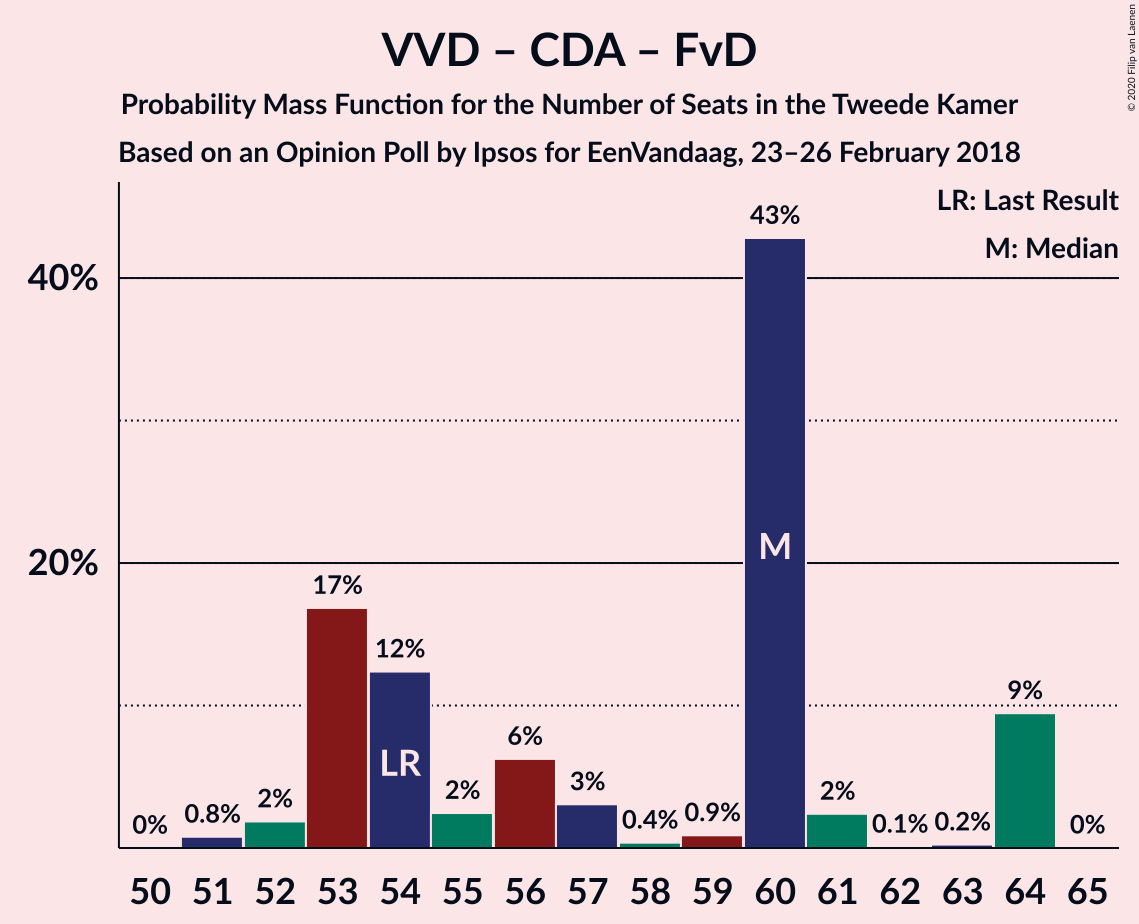 VVD – CDA – FvD
Probability Mass Function for the Number of Seats in the Tweede Kamer
Based on an Opinion Poll by Ipsos for EenVandaag, 23–26 February 2018
© 2020 Filip van Laenen
LR: Last Result
M: Median
40%
20%
0%
0.8%
2%
17%
12%
2%
6%
3%
0.4%
0.9%
43%
2%
0.1%
0.2%
9%
0%
LR
M
50 51 52 53 54 55 56 57 58 59 60 61 62 63 64 65